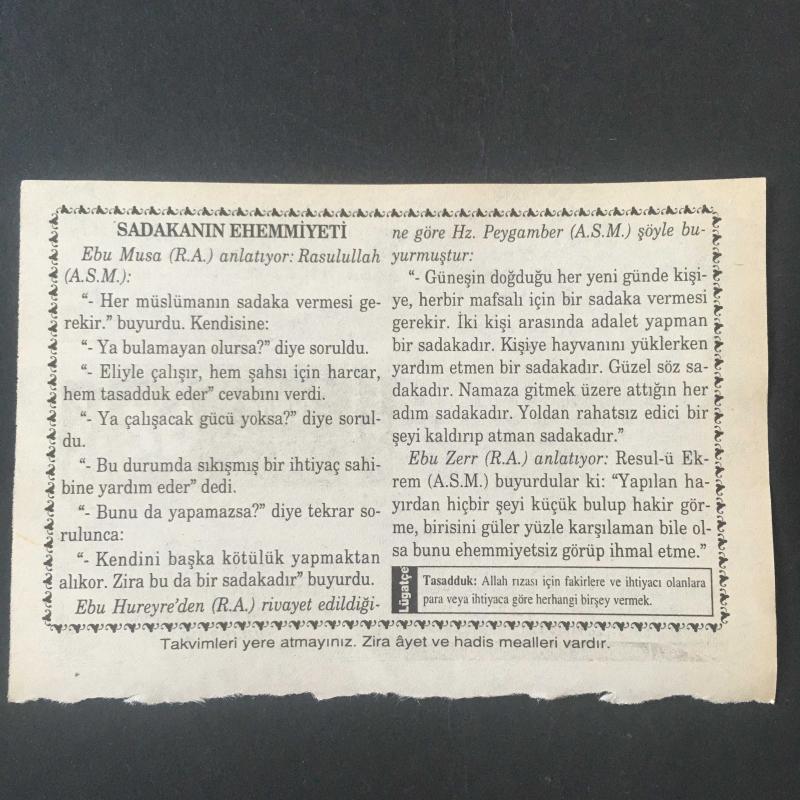 SADAKANIN EHEMMİYETİ
Ebu Musa (R.A.) anlatıyor: Rasulullah
(A.S.M.):
“- Her müslümanın sadaka vermesi ge-
rekir.” buyurdu. Kendisine:
“- Ya bulamayan olursa?” diye soruldu.
“- Eliyle çalışır, hem şahsı için harcar,
hem tasadduk eder” cevabını verdi.
“- Ya çalışacak gücü yoksa?” diye sorul-
du.
“- Bu durumda sıkışmış bir ihtiyaç sahi-
bine yardım eder” dedi.
“- Bunu da yapamazsa?” diye tekrar so-
rulunca:
“- Kendini başka kötülük yapmaktan
alıkor. Zira bu da bir sadakadır” buyurdu.
Ebu Hureyre’den (R.A.) rivayet edildiği-
ne göre Hz. Peygamber (A.S.M.) şöyle bu-
yurmuştur:
“- Güneşin doğduğu her yeni günde kişi-
ye, herbir mafsalı için bir sadaka vermesi
gerekir. İki kişi arasında adalet yapman
bir sadakadır. Kişiye hayvanını yüklerken
yardım etmen bir sadakadır. Güzel söz sa-
dakadır. Namaza gitmek üzere attığın her
adım sadakadır. Yoldan rahatsız edici bir
şeyi kaldırıp atman sadakadır.”
Ebu Zerr (R.A.) anlatıyor: Resul-ü Ek-
rem (A.S.M.) buyurdular ki: “Yapılan ha-
yırdan hiçbir şeyi küçük bulup hakir gör-
me, birisini güler yüzle karşılaman bile ol-
sa bunu ehemmiyetsiz görüp ihmal etme.”
Lügatçe
Tasadduk: Allah rızası için fakirlere ve ihtiyacı olanlara
para veya ihtiyaca göre herhangi birşey vermek.
Takvimleri yere atmayınız. Zira âyet ve hadis mealleri vardır.